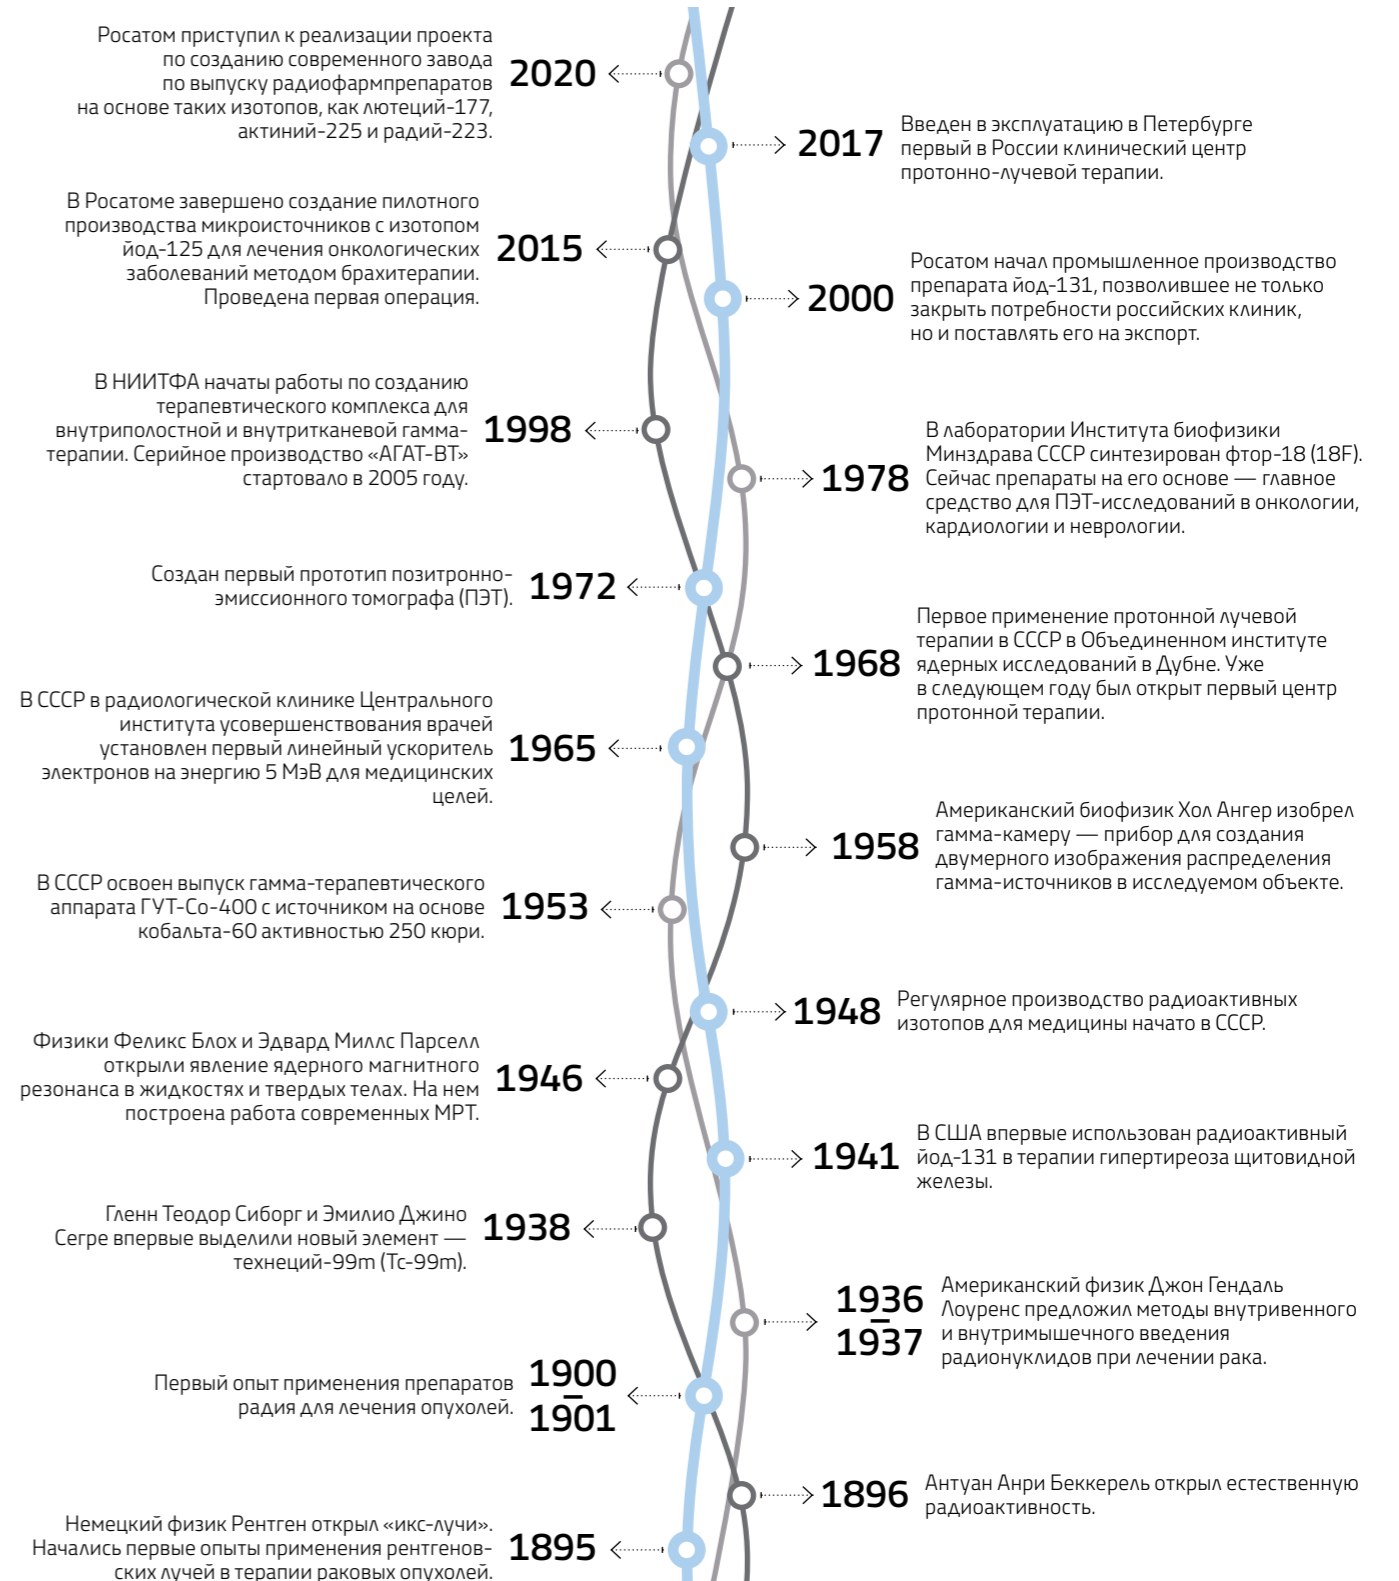 Росатом приступил к реализации проекта
по созданию современного завода
по выпуску радиофармпрепаратов
на основе таких изотопов, как лютеций-177,
актиний-225 и радий-223.
2020
2017
Введен в эксплуатацию в Петербурге
первый в России клинический центр
протонно-лучевой терапии.
В Росатоме завершено создание пилотного
производства микроисточников с изотопом
йод-125 для лечения онкологических
заболеваний методом брахитерапии.
Проведена первая операция.
2015
2000
Росатом начал промышленное производство
препарата йод-131, позволившее не только
закрыть потребности российских клиник,
но и поставлять его на экспорт.
В НИИТФА начаты работы по созданию
терапевтического комплекса для
внутриполостной и внутритканевой гамма-
терапии. Серийное производство «АГАТ-ВТ»
стартовало в 2005 году.
1998
1978
В лаборатории Института биофизики
Минздрава СССР синтезирован фтор-18 (18F).
Сейчас препараты на его основе — главное
средство для ПЭТ-исследований в онкологии,
кардиологии и неврологии.
Создан первый прототип позитронно-
эмиссионного томографа (ПЭТ).
1972
1968
Первое применение протонной лучевой
терапии в СССР в Объединенном институте
ядерных исследований в Дубне. Уже
в следующем году был открыт первый центр
протонной терапии.
В СССР в радиологической клинике Центрального
института усовершенствования врачей
установлен первый линейный ускоритель
электронов на энергию 5 МэВ для медицинских
целей.
1965
1958
Американский биофизик Хол Ангер изобрел
гамма-камеру — прибор для создания
двумерного изображения распределения
гамма-источников в исследуемом объекте.
В СССР освоен выпуск гамма-терапевтического
аппарата ГУТ-Со-400 с источником на основе
кобальта-60 активностью 250 кюри.
1953
1948
Регулярное производство радиоактивных
изотопов для медицины начато в СССР.
Физики Феликс Блох и Эдвард Миллс Парселл
открыли явление ядерного магнитного
резонанса в жидкостях и твердых телах. На нем
построена работа современных МРТ.
1946
1941
В США впервые использован радиоактивный
йод-131 в терапии гипертиреоза щитовидной
железы.
Гленн Теодор Сиборг и Эмилио Джино
Сегре впервые выделили новый элемент —
технеций-99m (Tc-99m).
1938
1936
–
1937
Американский физик Джон Гендаль
Лоуренс предложил методы внутривенного
и внутримышечного введения
радионуклидов при лечении рака.
Первый опыт применения препаратов
радия для лечения опухолей.
1900
–
1901
1896
Антуан Анри Беккерель открыл естественную
радиоактивность.
Немецкий физик Рентген открыл «икс-лучи».
Начались первые опыты применения рентгенов-
ских лучей в терапии раковых опухолей.
1895